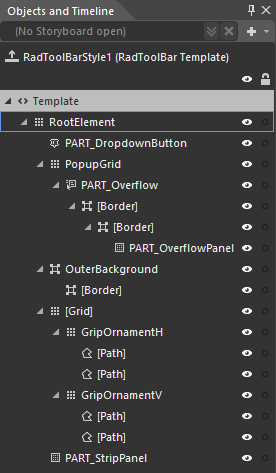 Objects and Timeline
(No Storyboard open)
RadToolBarStyle1 (RadToolBar Template)
Template
RootElement
PART_DropdownButton
PopupGrid
PART_Overflow
[Border]
[Border]
PART_OverflowPanel
OuterBackground
[Border]
[Grid]
GripOrnamentH
[Path]
[Path]
GripOrnamentV
[Path]
[Path]
PART_StripPanel